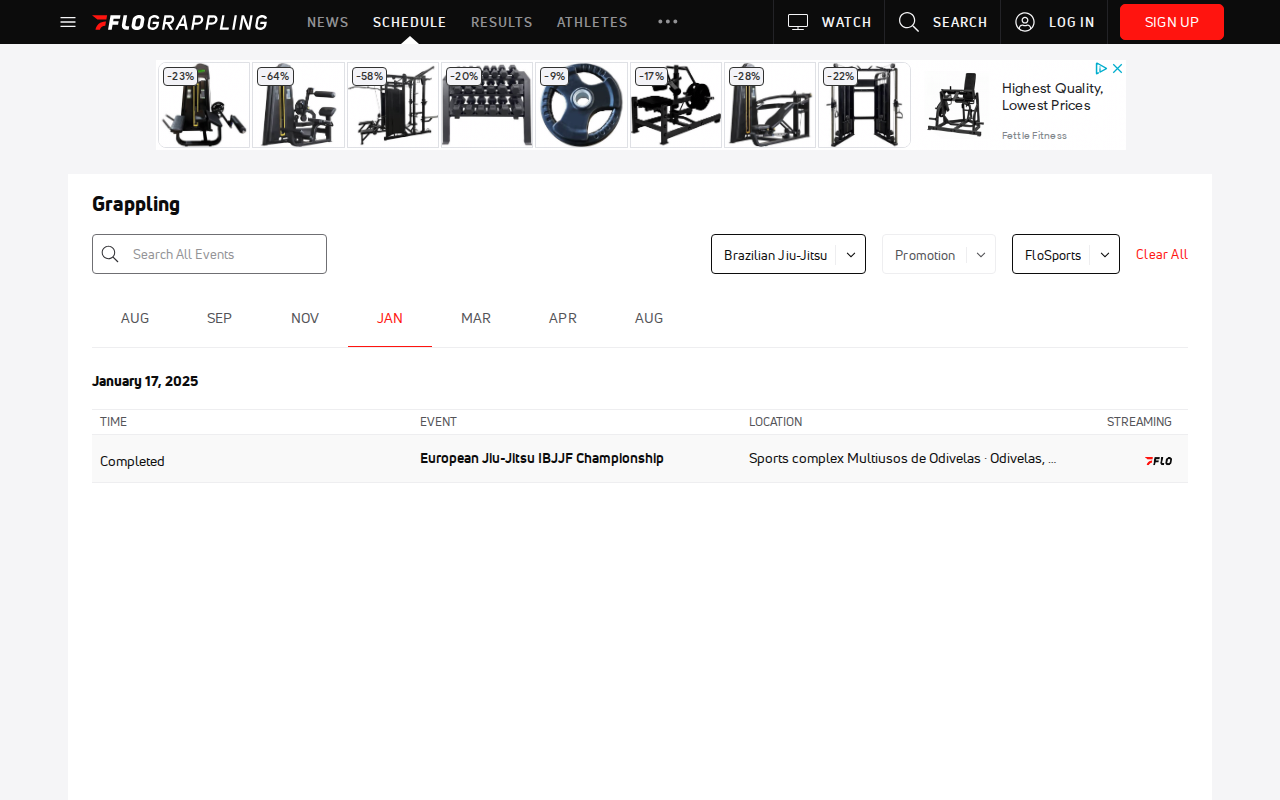 FLOGRAPPLING NEWS SCHEDULE RESULTS ATHLETES ••• WATCH SEARCH LOG IN SIGN UP
-23% -64% -58% -20% -9% -17% -28% -22%
Highest Quality,
Lowest Prices
Fettle Fitness
Grappling
Search All Events Brazilian Jiu-Jitsu Promotion FloSports Clear All
AUG SEP NOV JAN MAR APR AUG
January 17, 2025
TIME EVENT LOCATION STREAMING
Completed European Jiu-Jitsu IBJJF Championship Sports complex Multiusos de Odivelas · Odivelas, ... FLO